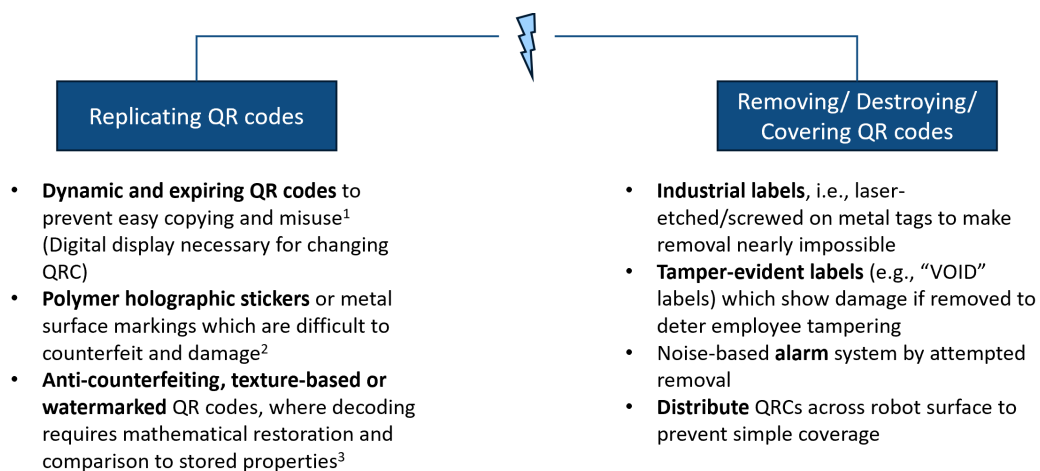 Replicating QR codes
• Dynamic and expiring QR codes to
prevent easy copying and misuse¹
(Digital display necessary for changing
QRC)
• Polymer holographic stickers or metal
surface markings which are difficult to
counterfeit and damage²
• Anti-counterfeiting, texture-based or
watermarked QR codes, where decoding
requires mathematical restoration and
comparison to stored properties³
Removing/ Destroying/
Covering QR codes
• Industrial labels, i.e., laser-
etched/screwed on metal tags to make
removal nearly impossible
• Tamper-evident labels (e.g., “VOID”
labels) which show damage if removed to
deter employee tampering
• Noise-based alarm system by attempted
removal
• Distribute QRCs across robot surface to
prevent simple coverage